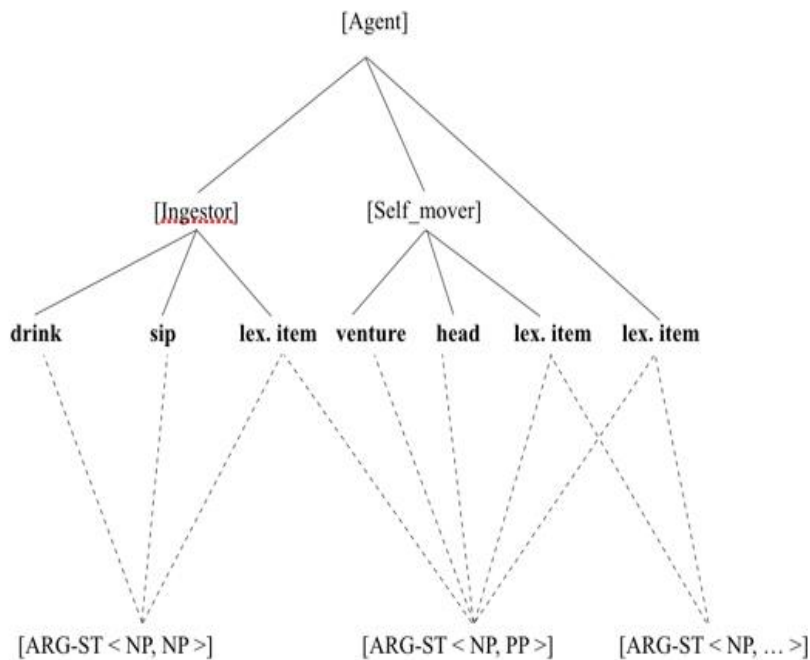 [Agent]
[Ingestor] [Self_mover]
drink sip lex. item venture head lex. item lex. item
[ARG-ST < NP, NP >] [ARG-ST < NP, PP >] [ARG-ST < NP, … >]